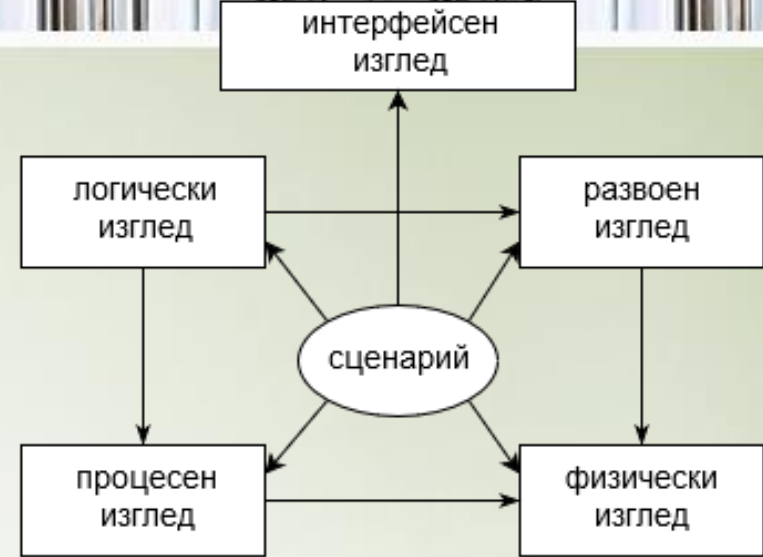 интерфейсен
изглед
логически
изглед
развоен
изглед
сценарий
процесен
изглед
физически
изглед